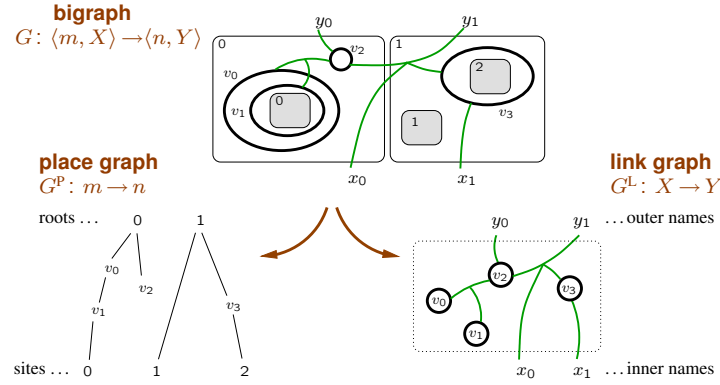 bigraph
G: ⟨m, X⟩ → ⟨n, Y⟩
y₀ y₁
0 v₂ 1
v₀ 2
v₁ 0
1 v₃
x₀ x₁
place graph
Gᴾ: m → n
link graph
Gᴸ: X → Y
roots … 0 1
v₀
v₂
v₁ v₃
sites … 0 1 2
y₀ y₁ … outer names
v₂
v₀ v₃
v₁
x₀ x₁ … inner names